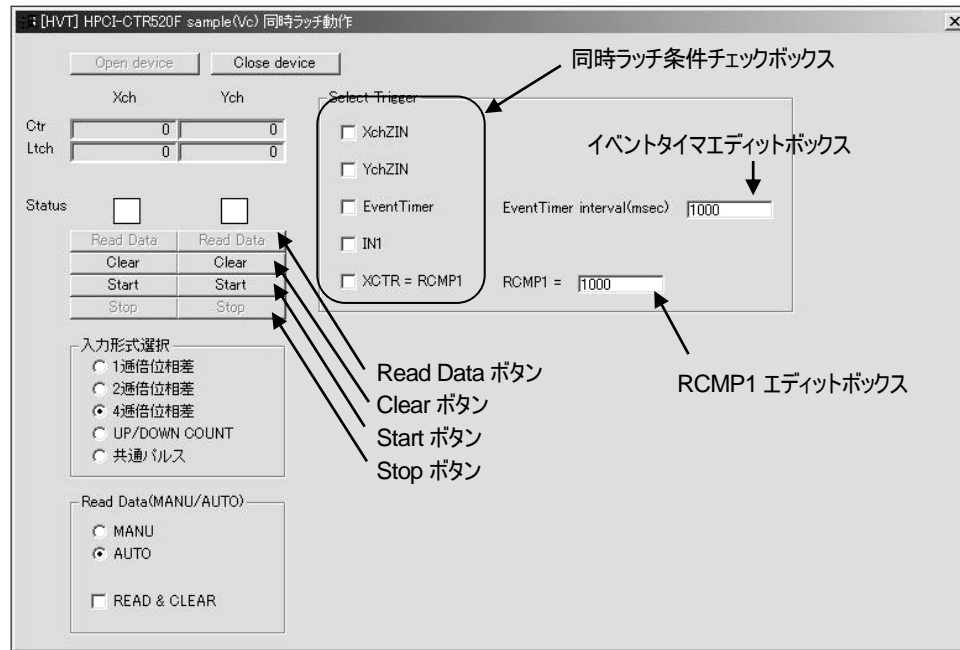 [HVT] HPCI-CTR520F sample(Vc) 同時ラッチ動作
Open device Close device
同時ラッチ条件チェックボックス
Xch Ych
Select Trigger
Ctr 0 0
Ltch 0 0
XchZIN
YchZIN
イベントタイマエディットボックス
Status
EventTimer EventTimer interval(msec) 1000
Read Data Read Data
Clear Clear
IN1
Start Start
XCTR = RCMP1 RCMP1 = 1000
Stop Stop
入力形式選択
1逓倍位相差
2逓倍位相差
4逓倍位相差
UP/DOWN COUNT
共通パルス
Read Data ボタン
Clear ボタン
Start ボタン
Stop ボタン
RCMP1 エディットボックス
Read Data(MANU/AUTO)
MANU
AUTO
READ & CLEAR